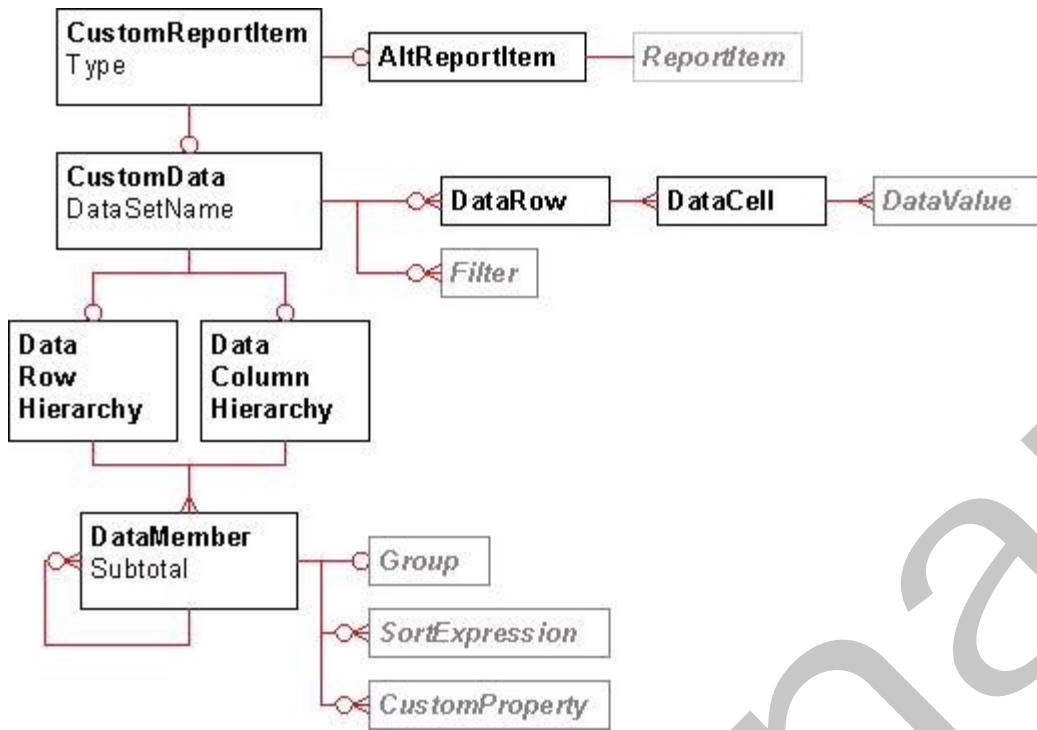 CustomReportItem
Type
AltReportItem
ReportItem
CustomData
DataSetName
DataRow
DataCell
DataValue
Filter
Data
Row
Hierarchy
Data
Column
Hierarchy
DataMember
Subtotal
Group
SortExpression
CustomProperty